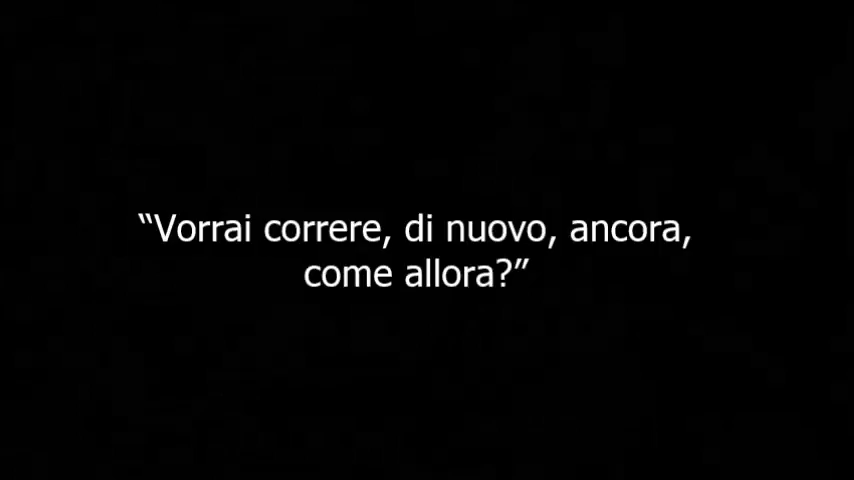 “Vorrai correre, di nuovo, ancora,
come allora?”